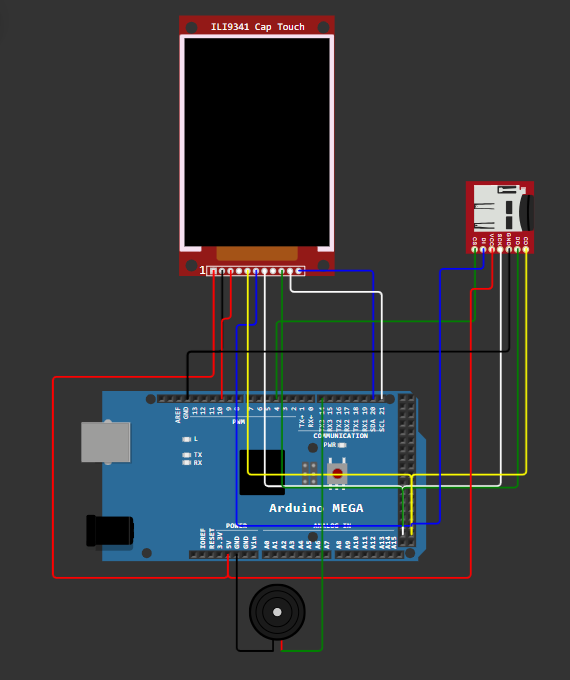 ILI9341 Cap Touch
CSK
DI
VCC
SCK
GND
DO
CD
1
AREF
GND
13
12
11
10
9
8
7
6
5
4
3
2
TX→ 1
RX← 0
TX3 14
RX3 15
TX2 16
RX2 17
TX1 18
RX1 19
SDA 20
SCL 21
PWM
COMMUNICATION
L
PWR
TX
RX
Arduino MEGA
POWER
ANALOG IN
IOREF
RESET
3.3V
5V
GND
GND
Vin
A0
A1
A2
A3
A4
A5
A6
A7
A8
A9
A10
A11
A12
A13
A14
A15